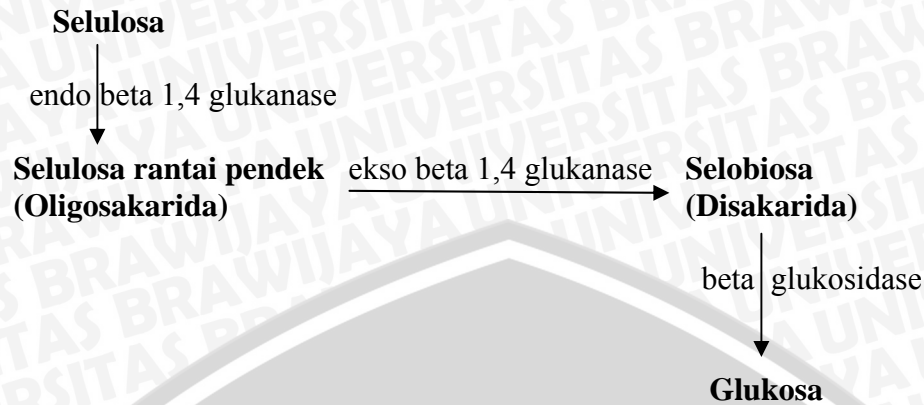 Selulosa
endo beta 1,4 glukanase
Selulosa rantai pendek ekso beta 1,4 glukanase Selobiosa
(Oligosakarida) (Disakarida)
beta glukosidase
Glukosa